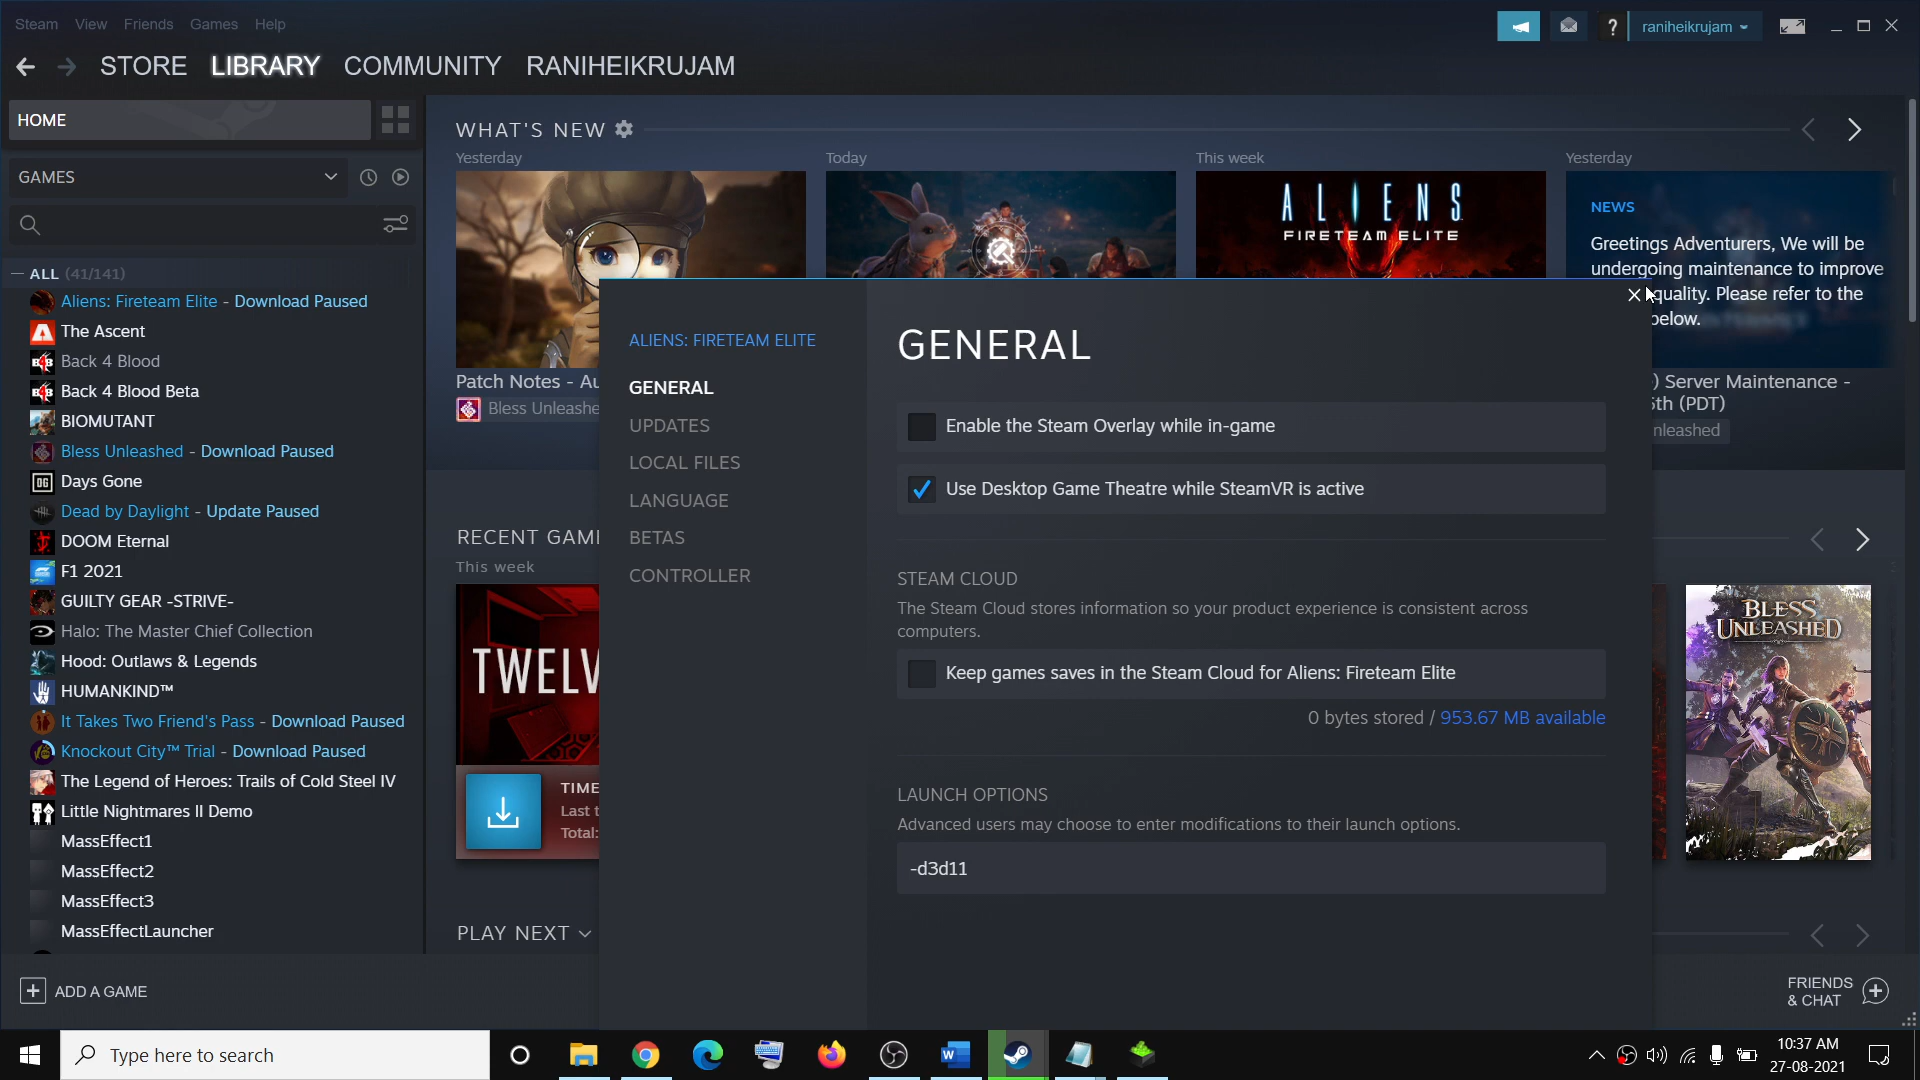 Steam View Friends Games Help
raniheikrujam
STORE LIBRARY COMMUNITY RANIHEIKRUJAM
HOME
GAMES
ALL (41/141)
Aliens: Fireteam Elite - Download Paused
The Ascent
Back 4 Blood
Back 4 Blood Beta
BIOMUTANT
Bless Unleashed - Download Paused
Days Gone
Dead by Daylight - Update Paused
DOOM Eternal
F1 2021
GUILTY GEAR -STRIVE-
Halo: The Master Chief Collection
Hood: Outlaws & Legends
HUMANKIND™
It Takes Two Friend's Pass - Download Paused
Knockout City™ Trial - Download Paused
The Legend of Heroes: Trails of Cold Steel IV
Little Nightmares II Demo
MassEffect1
MassEffect2
MassEffect3
MassEffectLauncher
ADD A GAME
WHAT'S NEW
Yesterday
Today
This week
Yesterday
ALIENS
FIRETEAM ELITE
NEWS
Greetings Adventurers, We will be
undergoing maintenance to improve
quality. Please refer to the
below.
Patch Notes - Au
Bless Unleashe
) Server Maintenance -
5th (PDT)
nleashed
RECENT GAM
This week
TWELV
TIME
Last t
Total:
BLESS
UNLEASHED
PLAY NEXT
ALIENS: FIRETEAM ELITE
GENERAL
UPDATES
LOCAL FILES
LANGUAGE
BETAS
CONTROLLER
GENERAL
Enable the Steam Overlay while in-game
Use Desktop Game Theatre while SteamVR is active
STEAM CLOUD
The Steam Cloud stores information so your product experience is consistent across
computers.
Keep games saves in the Steam Cloud for Aliens: Fireteam Elite
0 bytes stored / 953.67 MB available
LAUNCH OPTIONS
Advanced users may choose to enter modifications to their launch options.
-d3d11
FRIENDS
& CHAT
Type here to search
10:37 AM
27-08-2021